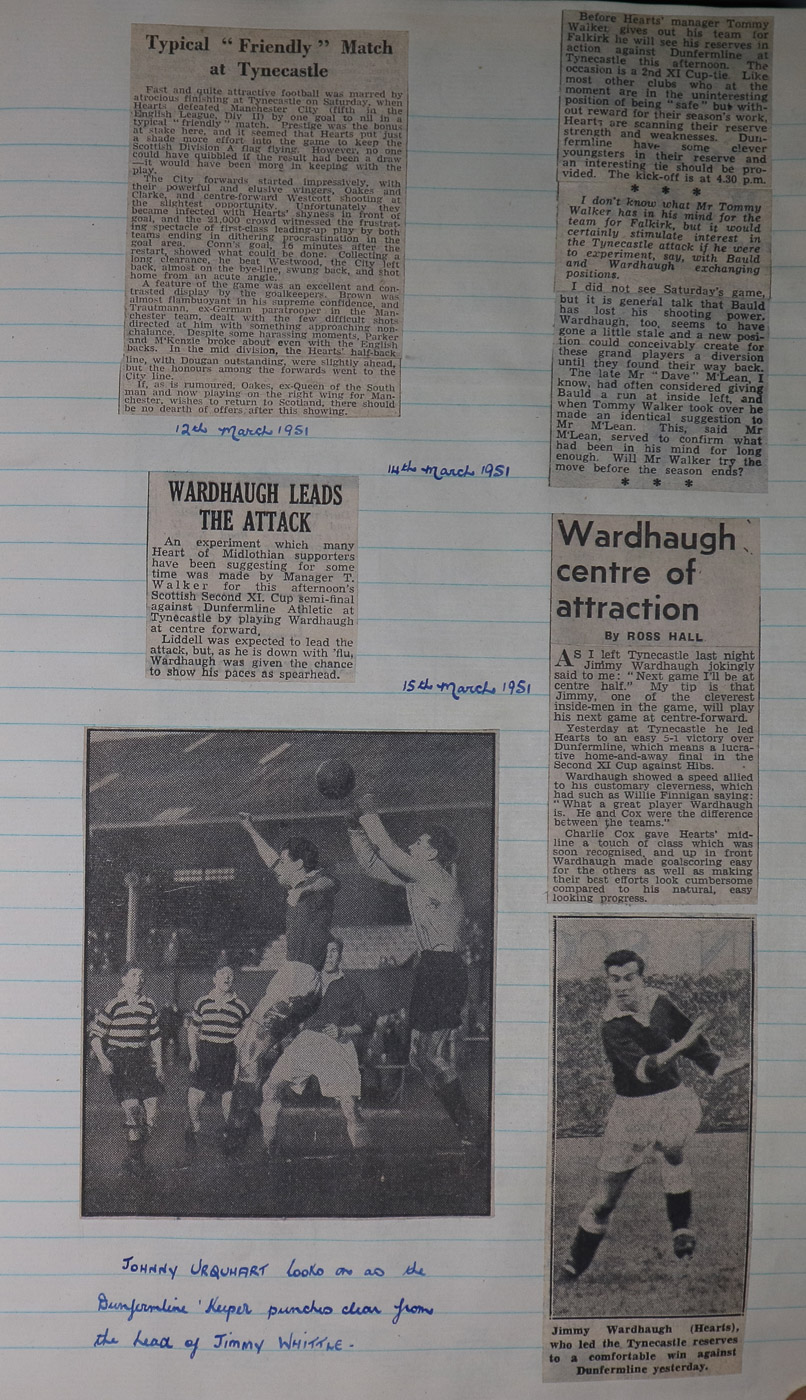 Typical “ Friendly ” Match
at Tynecastle
Fast and quite attractive football was marred by
atrocious finishing at Tynecastle on Saturday, when
Hearts defeated Manchester City (fifth in the
English League, Div II) by one goal to nil in a
typical “ friendly ” match. Prestige was the bonus
at stake here, and it seemed that Hearts put just
a shade more effort into the game to keep the
Scottish Division A flag flying. However, no one
could have quibbled if the result had been a draw
—it would have been more in keeping with the
play.
The City forwards started impressively, with
their powerful and elusive wingers, Oakes and
Clarke, and centre-forward Westcott shooting at
the slightest opportunity. Unfortunately they
became infected with Hearts' shyness in front of
goal, and the 21,000 crowd witnessed the frustrat-
ing spectacle of first-class leading-up play by both
teams ending in dithering procrastination in the
goal area. Conn's goal, 16 minutes after the
restart, showed what could be done. Collecting a
long clearance, he beat Westwood, the City left
back, almost on the bye-line, swung back, and shot
home from an acute angle.
A feature of the game was an excellent and con-
trasted display by the goalkeepers. Brown was
almost flamboyant in his supreme confidence, and
Trautmann, ex-German paratrooper in the Man-
chester team, dealt with the few difficult shots
directed at him with something approaching non-
chalance. Despite some harassing moments, Parker
and M'Kenzie broke about even with the English
backs. In the mid division, the Hearts' half-back
line, with Dougan outstanding, were slightly ahead,
but the honours among the forwards went to the
City line.
If, as is rumoured, Oakes, ex-Queen of the South
man and now playing on the right wing for Man-
chester, wishes to return to Scotland, there should
be no dearth of offers after this showing.
12th March 1951
Before Hearts' manager Tommy
Walker gives out his team for
Falkirk he will see his reserves in
action against Dunfermline at
Tynecastle this afternoon. The
occasion is a 2nd XI Cup-tie. Like
most other clubs who at the
moment are in the uninteresting
position of being “safe” but with-
out reward for their season's work,
Hearts are scanning their reserve
strength and weaknesses. Dun-
fermline have some clever
youngsters in their reserve and
an interesting tie should be pro-
vided. The kick-off is at 4.30 p.m.
* * *
I don't know what Mr Tommy
Walker has in his mind for the
team for Falkirk, but it would
certainly stimulate interest in
the Tynecastle attack if he were
to experiment, say, with Bauld
and Wardhaugh exchanging
positions.
I did not see Saturday's game,
but it is general talk that Bauld
has lost his shooting power.
Wardhaugh, too, seems to have
gone a little stale and a new posi-
tion could conceivably create for
these grand players a diversion
until they found their way back.
The late Mr “Dave” M'Lean, I
know, had often considered giving
Bauld a run at inside left, and
when Tommy Walker took over he
made an identical suggestion to
Mr M'Lean. This, said Mr
M'Lean, served to confirm what
had been in his mind for long
enough. Will Mr Walker try the
move before the season ends?
* * *
14th March 1951
WARDHAUGH LEADS
THE ATTACK
An experiment which many
Heart of Midlothian supporters
have been suggesting for some
time was made by Manager T.
Walker for this afternoon's
Scottish Second XI. Cup semi-final
against Dunfermline Athletic at
Tynecastle by playing Wardhaugh
at centre forward.
Liddell was expected to lead the
attack, but, as he is down with 'flu,
Wardhaugh was given the chance
to show his paces as spearhead.
15th March 1951
Wardhaugh
centre of
attraction
By ROSS HALL
AS I left Tynecastle last night
Jimmy Wardhaugh jokingly
said to me: “Next game I'll be at
centre half.” My tip is that
Jimmy, one of the cleverest
inside-men in the game, will play
his next game at centre-forward.
Yesterday at Tynecastle he led
Hearts to an easy 5-1 victory over
Dunfermline, which means a lucra-
tive home-and-away final in the
Second XI Cup against Hibs.
Wardhaugh showed a speed allied
to his customary cleverness, which
had such as Willie Finnigan saying:
“What a great player Wardhaugh
is. He and Cox were the difference
between the teams.”
Charlie Cox gave Hearts' mid-
line a touch of class which was
soon recognised, and up in front
Wardhaugh made goalscoring easy
for the others as well as making
their best efforts look cumbersome
compared to his natural, easy
looking progress.
JOHNNY URQUHART looks on as the
Dunfermline 'Keeper punches clear from
the head of JIMMY WHITTLE -
Jimmy Wardhaugh (Hearts),
who led the Tynecastle reserves
to a comfortable win against
Dunfermline yesterday.